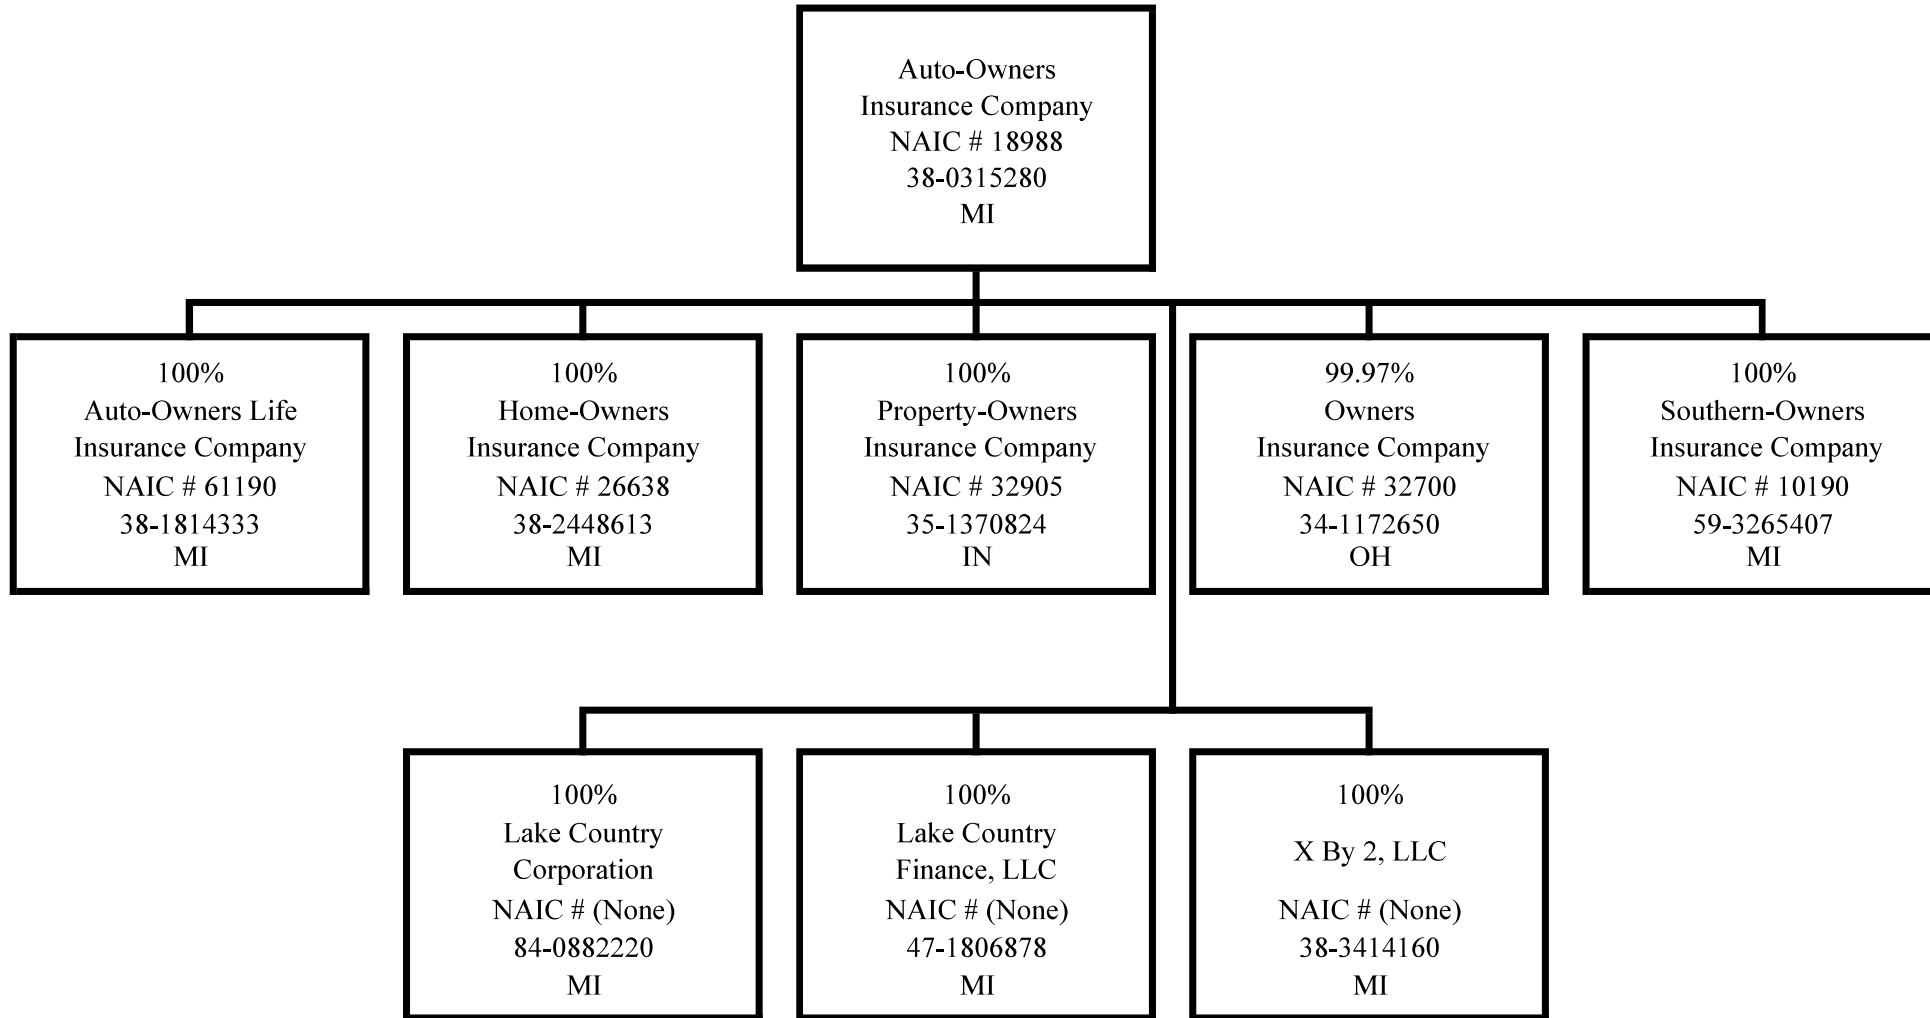 Auto-Owners
Insurance Company
NAIC # 18988
38-0315280
MI
100%
Auto-Owners Life
Insurance Company
NAIC # 61190
38-1814333
MI
100%
Home-Owners
Insurance Company
NAIC # 26638
38-2448613
MI
100%
Property-Owners
Insurance Company
NAIC # 32905
35-1370824
IN
99.97%
Owners
Insurance Company
NAIC # 32700
34-1172650
OH
100%
Southern-Owners
Insurance Company
NAIC # 10190
59-3265407
MI
100%
Lake Country
Corporation
NAIC # (None)
84-0882220
MI
100%
Lake Country
Finance, LLC
NAIC # (None)
47-1806878
MI
100%
X By 2, LLC
NAIC # (None)
38-3414160
MI